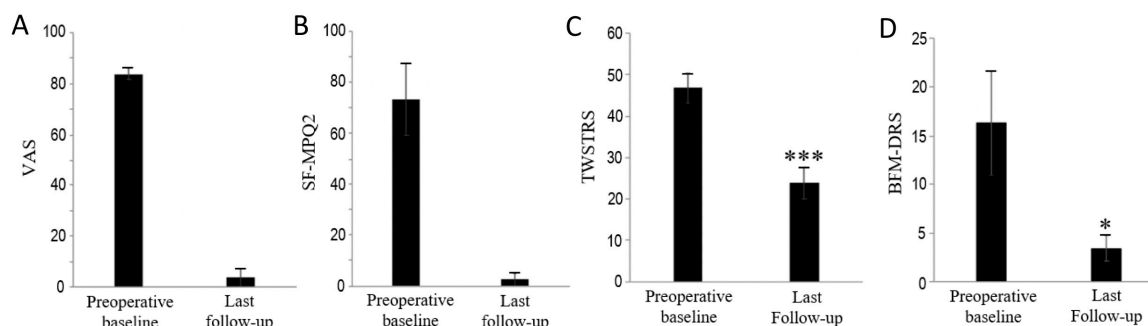 A
VAS
100
80
60
40
20
0
Preoperative
baseline
Last
follow-up
B
SF-MPQ2
100
80
60
40
20
0
Preoperative
baseline
Last
follow-up
C
TWSTRS
60
50
40
30
20
10
0
***
Preoperative
baseline
Last
Follow-up
D
BFM-DRS
25
20
15
10
5
0
*
Preoperative
baseline
Last
Follow-up